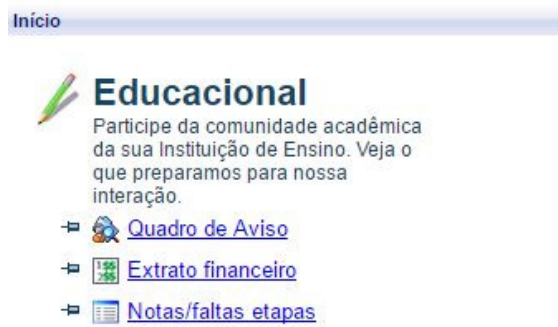 Início
Educacional
Participe da comunidade acadêmica
da sua Instituição de Ensino. Veja o
que preparamos para nossa
interação.
Quadro de Aviso
Extrato financeiro
Notas/faltas etapas